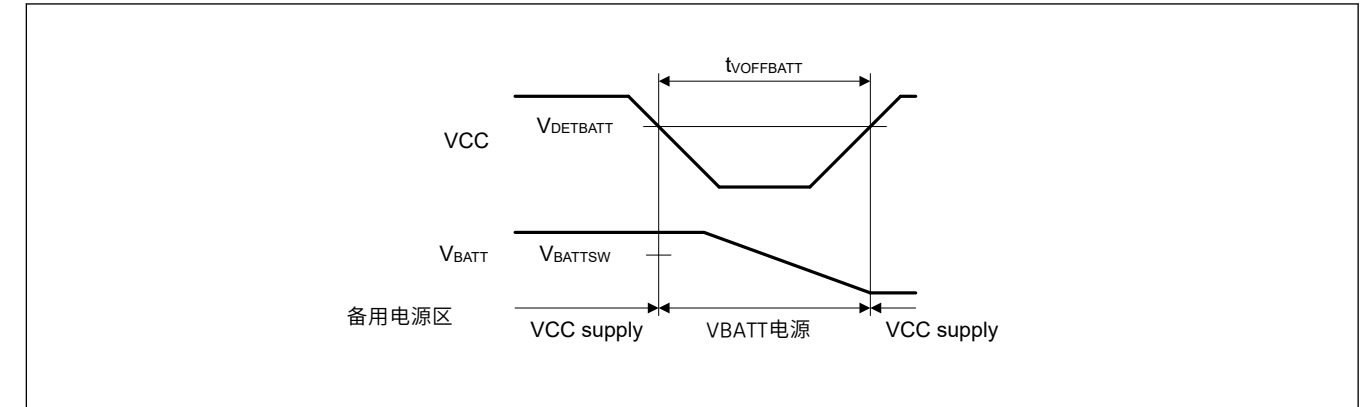 tVOFFBATT
VCC
VDETBATT
VBATT
VBATTSW
备用电源区
VCC supply
VBATT电源
VCC supply